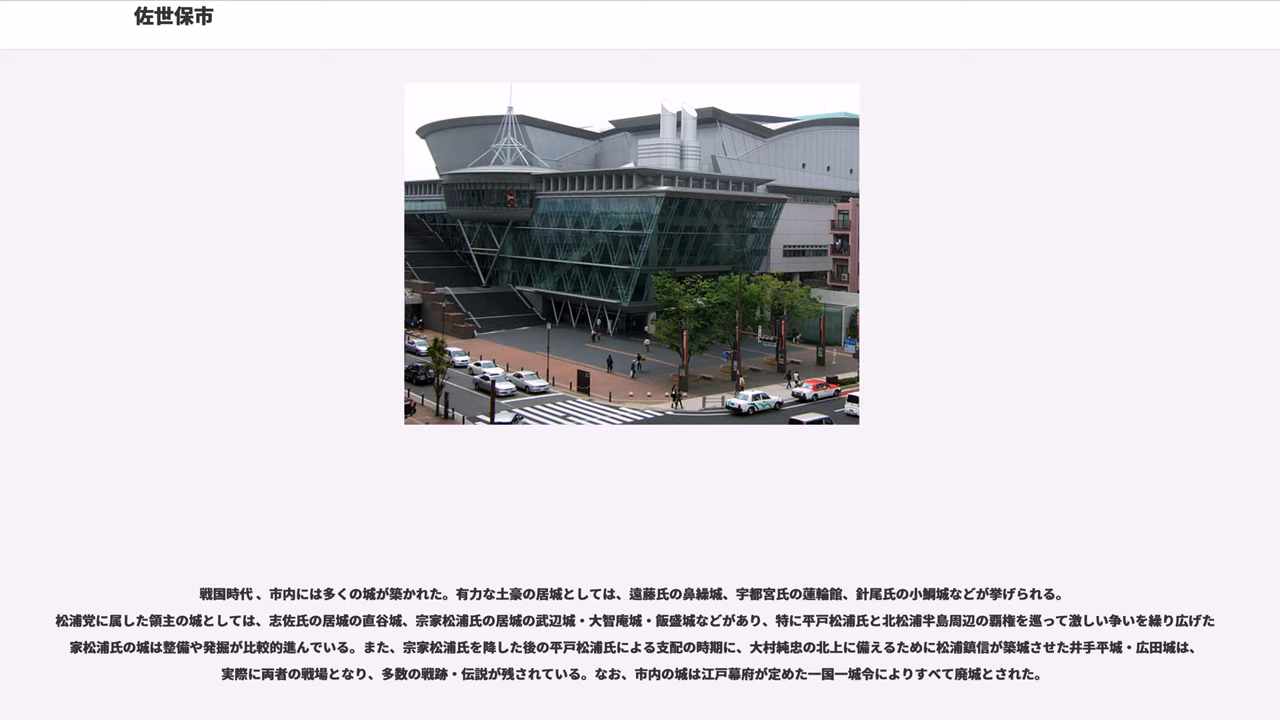 佐世保市
戦国時代 、市内には多くの城が築かれた。有力な土豪の居城としては、遠藤氏の鼻繰城、宇都宮氏の蓮輪館、針尾氏の小鯛城などが挙げられる。
松浦党に属した領主の城としては、志佐氏の居城の直谷城、宗家松浦氏の居城の武辺城・大智庵城・飯盛城などがあり、特に平戸松浦氏と北松浦半島周辺の覇権を巡って激しい争いを繰り広げた
家松浦氏の城は整備や発掘が比較的進んでいる。また、宗家松浦氏を降した後の平戸松浦氏による支配の時期に、大村純忠の北上に備えるために松浦鎮信が築城させた井手平城・広田城は、
実際に両者の戦場となり、多数の戦跡・伝説が残されている。なお、市内の城は江戸幕府が定めた一国一城令によりすべて廃城とされた。